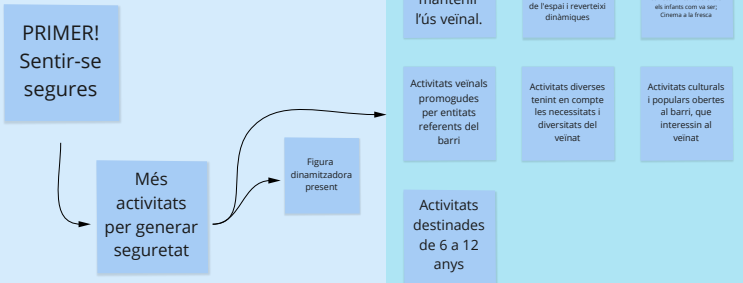 PRIMER!
Sentir-se
segures
Més
activitats
per generar
seguretat
Figura
dinamitzadora
present
mantenir
l'ús veïnal.
de l'espai i reverteixi
dinàmiques
els infants com va ser;
Cinema a la fresca
Activitats veïnals
promogudes
per entitats
referents del
barri
Activitats diverses
tenint en compte
les necessitats i
diversitats del
veïnat
Activitats culturals
i populars obertes
al barri, que
interessin al
veïnat
Activitats
destinades
de 6 a 12
anys